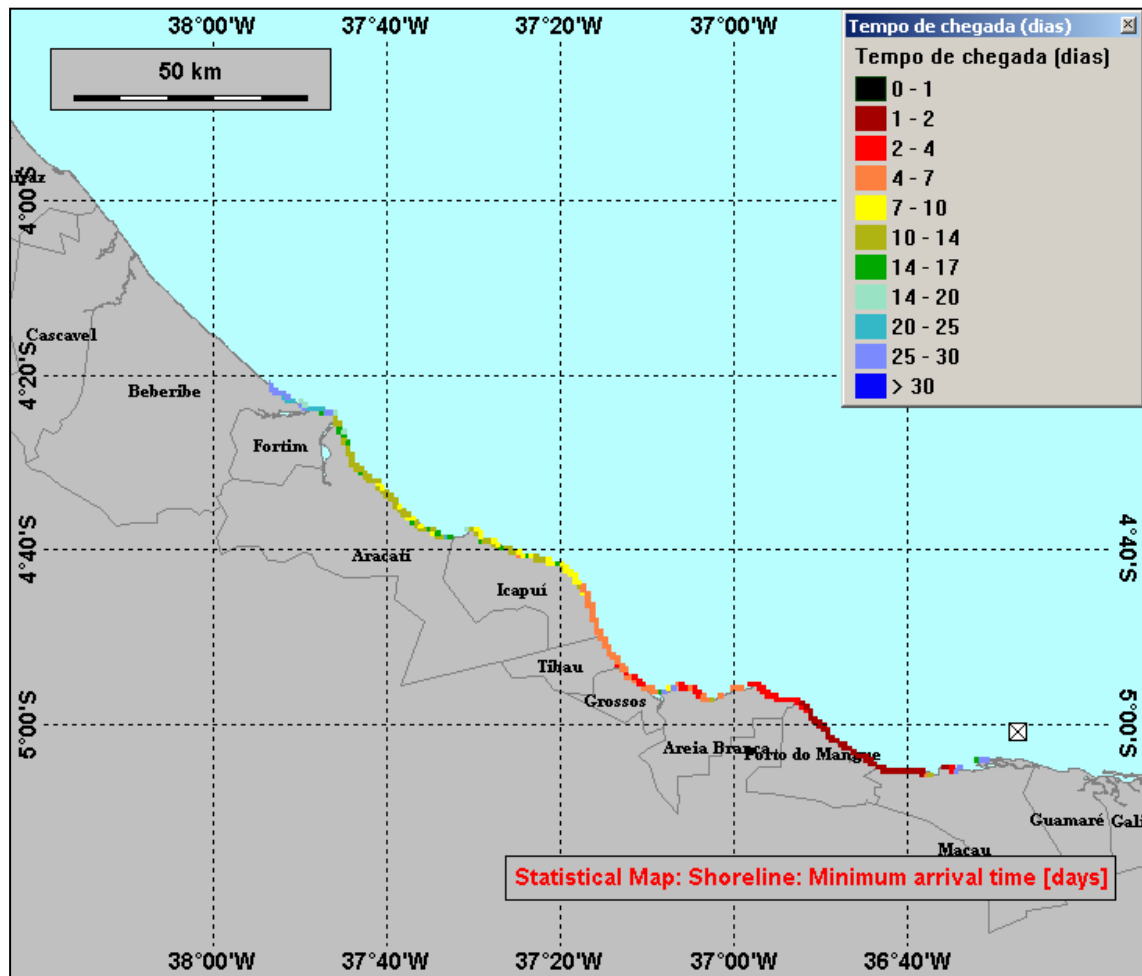 38°00'W 37°40'W 37°20'W 37°00'W
Tempo de chegada (dias)
50 km
Tempo de chegada (dias)
0 - 1
1 - 2
2 - 4
4 - 7
7 - 10
10 - 14
14 - 17
14 - 20
20 - 25
25 - 30
> 30
4°00'S
Cascavel
4°20'S
Beberibe
Fortim
4°40'S
4°40'S
Aracati
Icapuí
Tibau
Grossos
5°00'S
5°00'S
Areia Branca
Porto do Mangue
Guamaré
Gali
Macau
Statistical Map: Shoreline: Minimum arrival time [days]
38°00'W 37°40'W 37°20'W 37°00'W 36°40'W